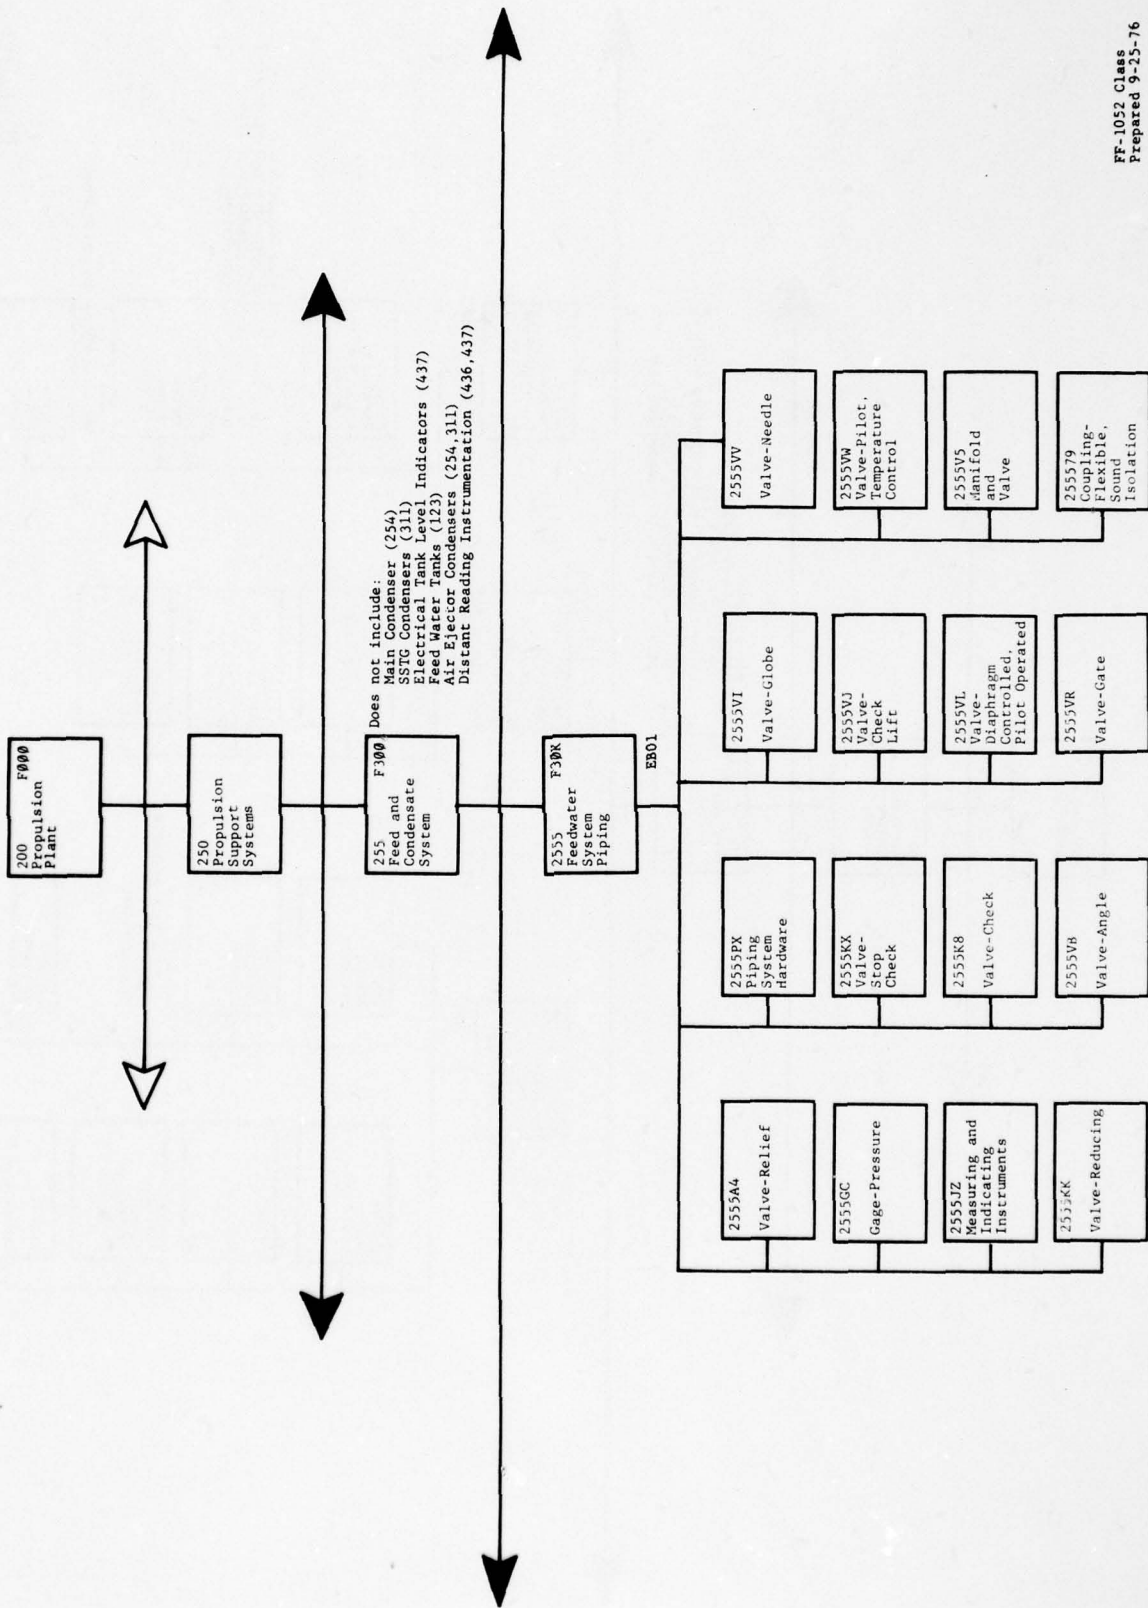 200 FØØØ
Propulsion
Plant
250
Propulsion
Support
Systems
255 F3ØØ
Feed and
Condensate
System
Does not include:
Main Condenser (254)
SSTG Condensers (311)
Electrical Tank Level Indicators (437)
Feed Water Tanks (123)
Air Ejector Condensers (254,311)
Distant Reading Instrumentation (436,437)
2555 F3ØR
Feedwater
System
Piping
EB01
2555A4
Valve-Relief
2555GC
Gage-Pressure
2555JZ
Measuring and
Indicating
Instruments
2555KK
Valve-Reducing
2555PX
Piping
System
Hardware
2555KX
Valve-
Stop
Check
2555K8
Valve-Check
2555VB
Valve-Angle
2555VI
Valve-Globe
2555VJ
Valve-
Check
Lift
2555VL
Valve-
Diaphragm
Controlled,
Pilot Operated
2555VR
Valve-Gate
2555VV
Valve-Needle
2555VW
Valve-Pilot,
Temperature
Control
2555V5
Manifold
and
Valve
255579
Coupling-
Flexible,
Sound
Isolation
FF-1052 Class
Prepared 9-25-76